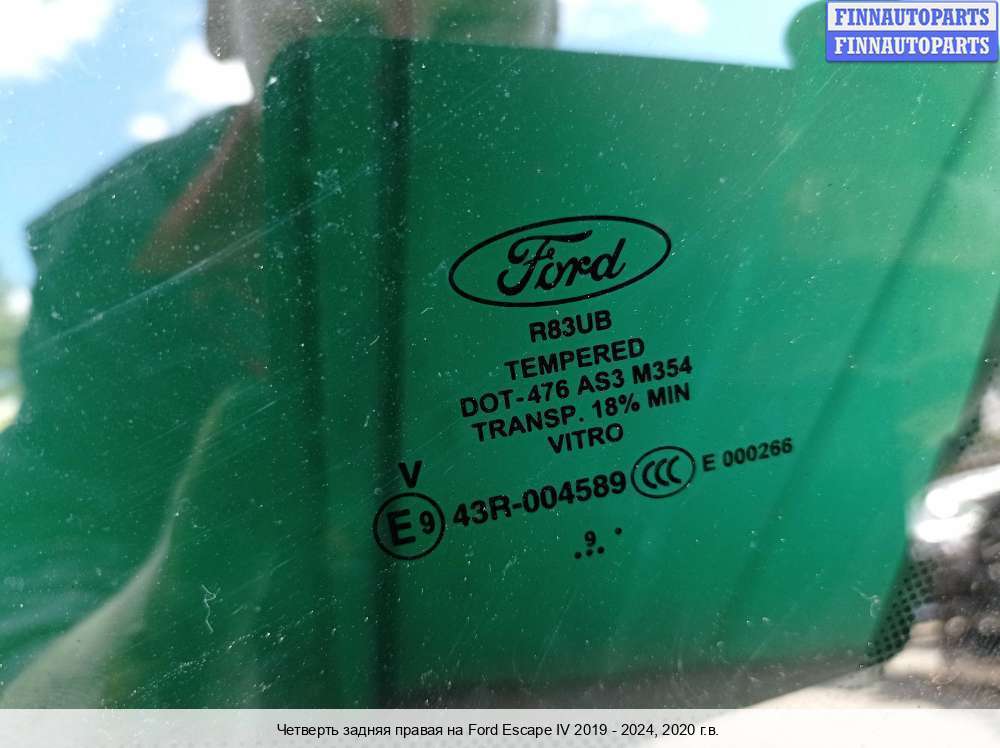 FINNAUTOPARTS
FINNAUTOPARTS
Ford
R83UB
TEMPERED
DOT-476 AS3 M354
TRANSP. 18% MIN
VITRO
V
E9 43R-004589 CCC E 000266
9
Четверть задняя правая на Ford Escape IV 2019 - 2024, 2020 г.в.